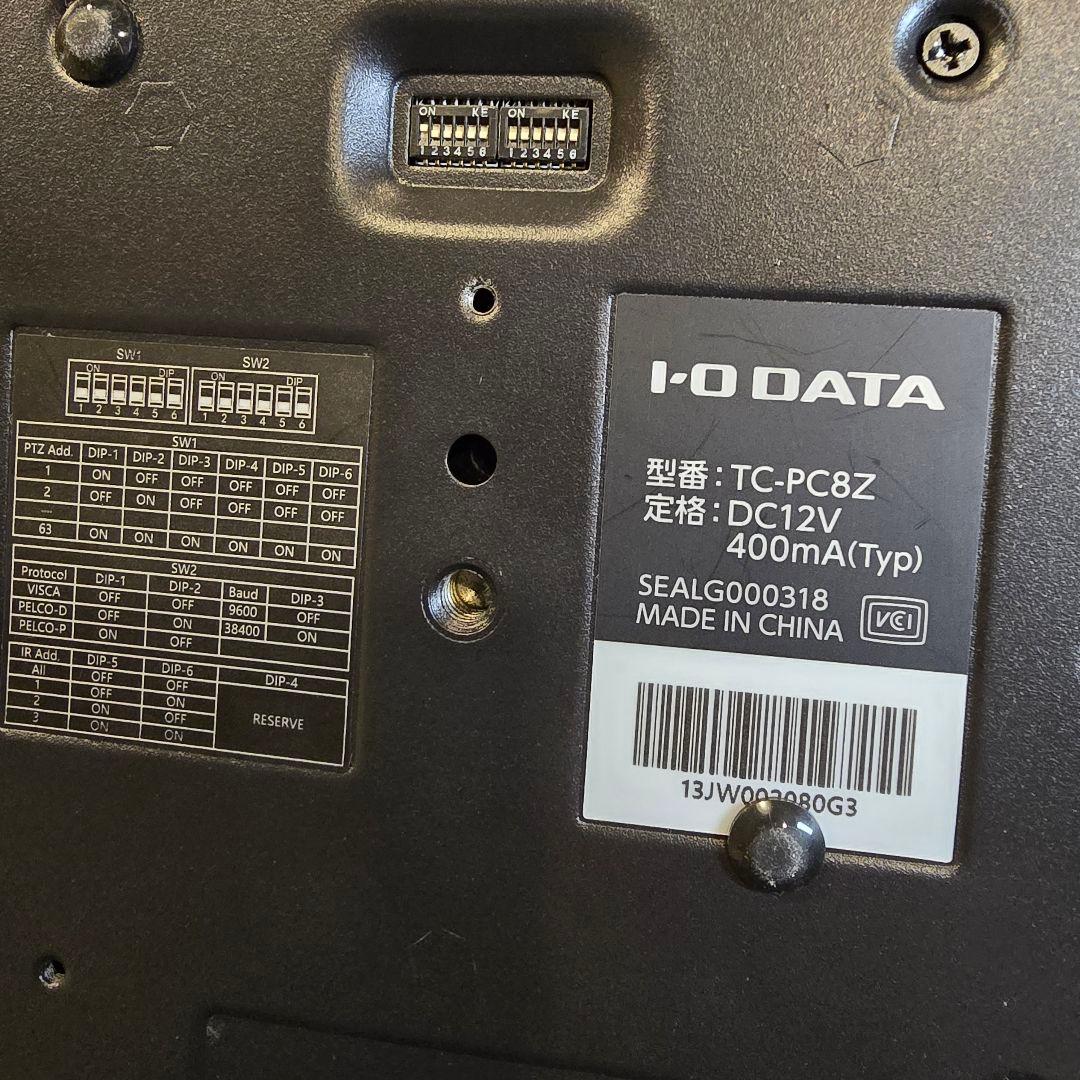 ON KE ON KE
1 2 3 4 5 6 1 2 3 4 5 6
SW1 SW2
ON DIP ON DIP
1 2 3 4 5 6 1 2 3 4 5 6
SW1
PTZ Add. DIP-1 DIP-2 DIP-3 DIP-4 DIP-5 DIP-6
1 ON OFF OFF OFF OFF OFF
2 OFF ON OFF OFF OFF OFF
63 ON ON ON ON ON ON
SW2
Protocol DIP-1 DIP-2 Baud DIP-3
VISCA OFF OFF 9600 OFF
PELCO-D OFF ON 38400 ON
PELCO-P ON OFF
IR Add. DIP-5 DIP-6 DIP-4
All OFF OFF RESERVE
1 OFF ON
2 ON OFF
3 ON ON
I-O DATA
型番:TC-PC8Z
定格:DC12V
400mA(Typ)
SEALG000318
MADE IN CHINA VCCI